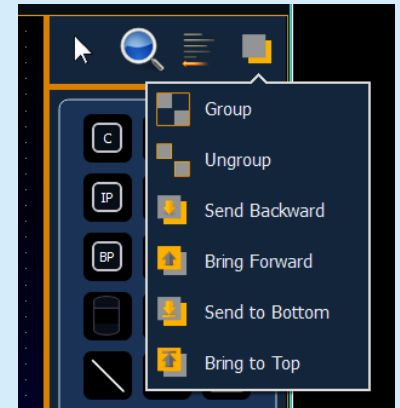 Group
C
Ungroup
IP
Send Backward
BP
Bring Forward
Send to Bottom
Bring to Top